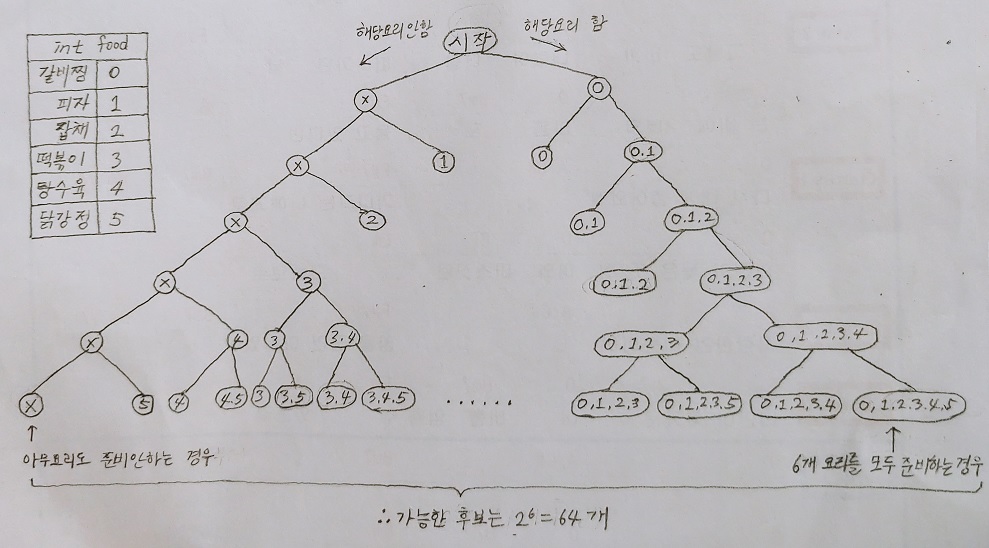 해당요리안함
시작
해당요리 함
int food
갈비찜 0
피자 1
잡채 2
떡볶이 3
탕수육 4
닭강정 5
x 0
x 1 0 0.1
x 2 0,1 0.1,2
x 3 0,1.2 0,1,2,3
x 4 3 3,4 0,1,2,3 0,1.2,3,4
x 5 4 4.5 3 3,5 3,4 3,4,5 ...... 0,1,2,3 0,1,2,3,5 0,1,2,3,4 0,1,2,3,4,5
아무요리도 준비안하는 경우
6개 요리를 모두 준비하는 경우
∴ 가능한 후보는 2⁶ = 64 개